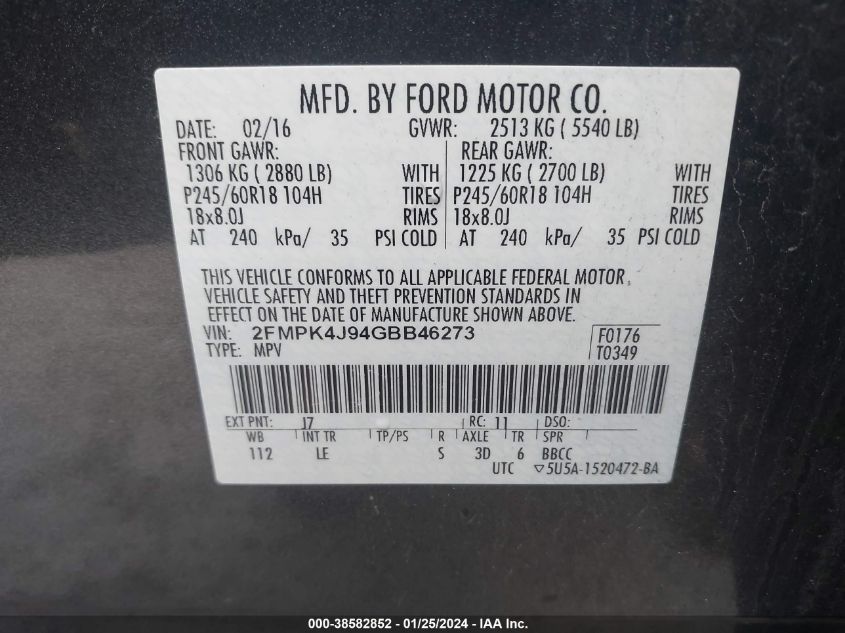 MFD. BY FORD MOTOR CO.
DATE: 02/16 GVWR: 2513 KG ( 5540 LB)
FRONT GAWR: REAR GAWR:
1306 KG ( 2880 LB) WITH 1225 KG ( 2700 LB) WITH
P245/60R18 104H TIRES P245/60R18 104H TIRES
18x8.0J RIMS 18x8.0J RIMS
AT 240 kPa/ 35 PSI COLD AT 240 kPa/ 35 PSI COLD
THIS VEHICLE CONFORMS TO ALL APPLICABLE FEDERAL MOTOR
VEHICLE SAFETY AND THEFT PREVENTION STANDARDS IN
EFFECT ON THE DATE OF MANUFACTURE SHOWN ABOVE.
VIN: 2FMPK4J94GBB46273 F0176
TYPE: MPV T0349
EXT PNT: J7 RC: 11 DSO:
WB INT TR TP/PS R AXLE TR SPR
112 LE S 3D 6 BBCC
UTC ▽5U5A-1520472-BA
000-38582852 - 01/25/2024 - IAA Inc.